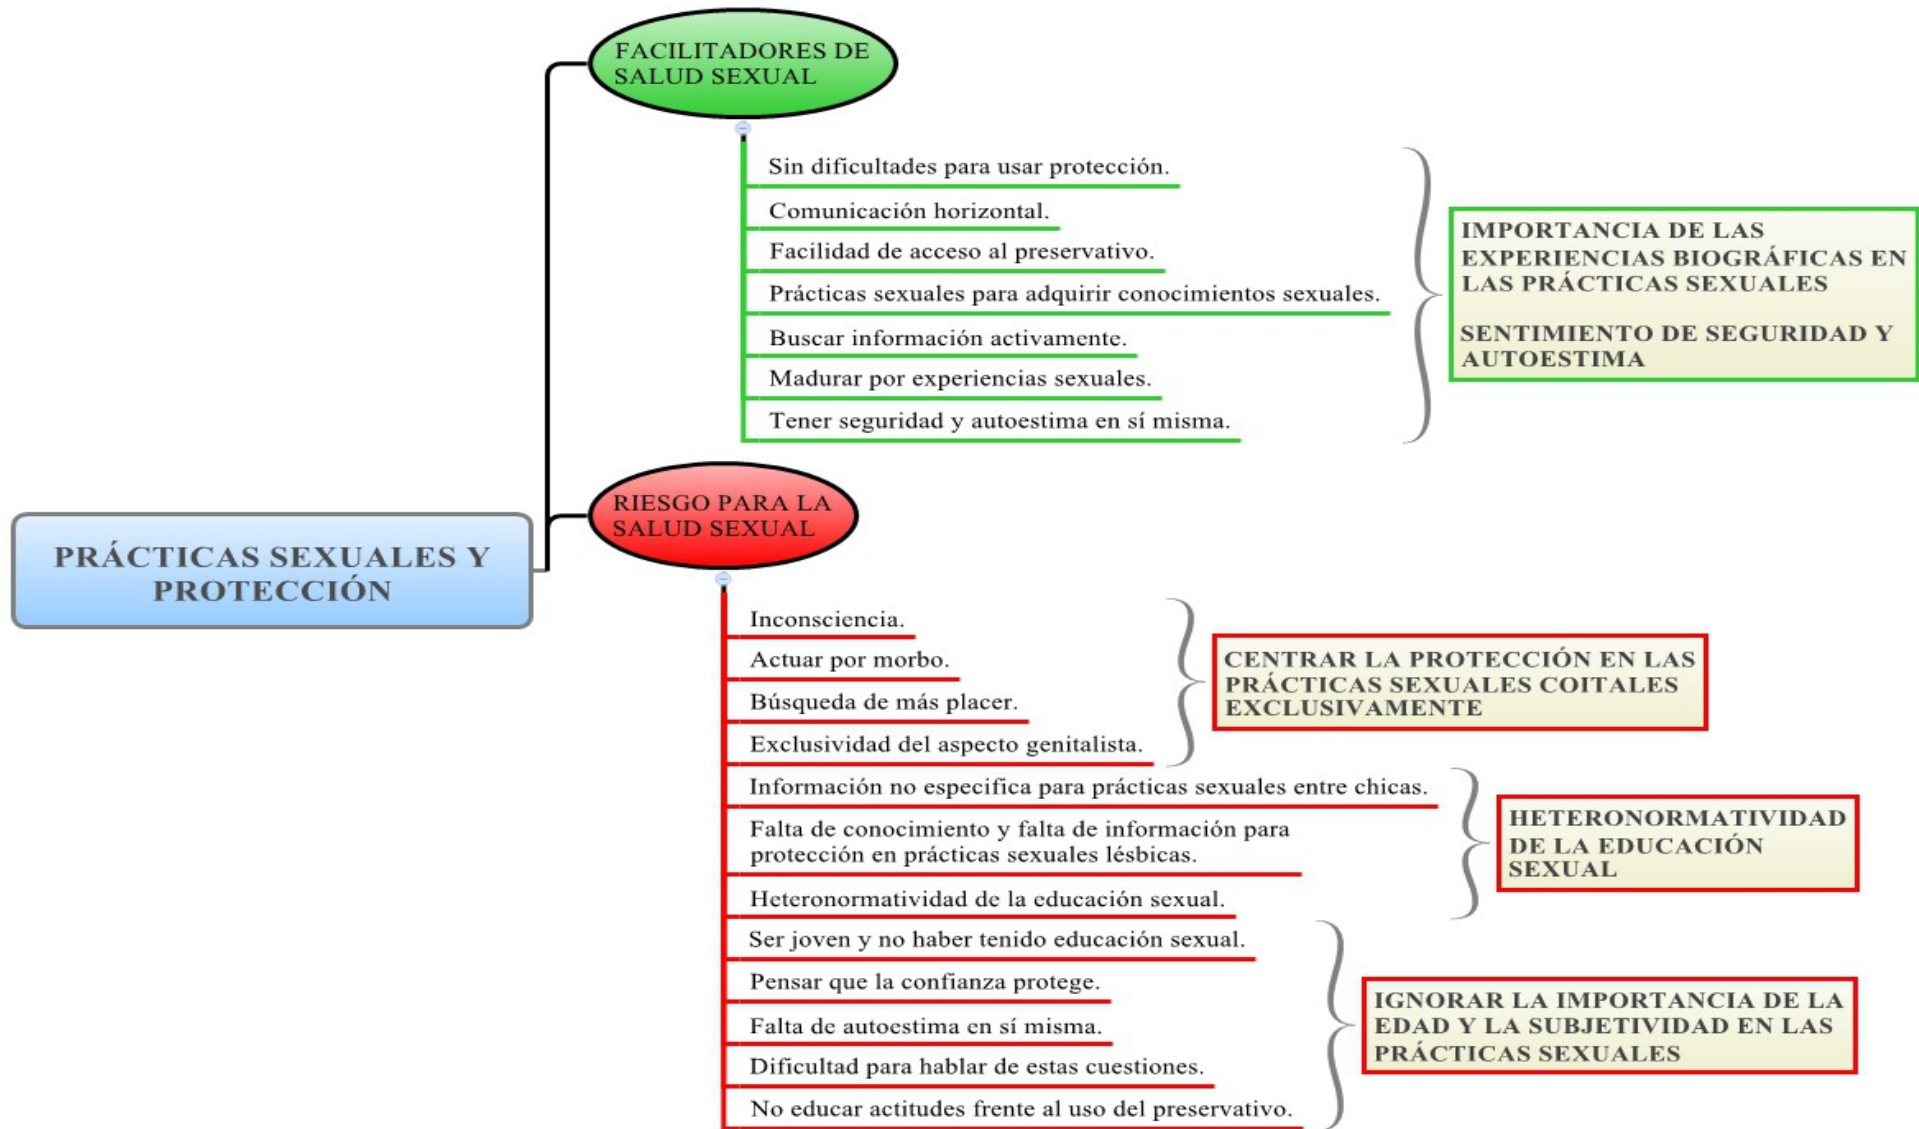 FACILITADORES DE
SALUD SEXUAL
Sin dificultades para usar protección.
Comunicación horizontal.
Facilidad de acceso al preservativo.
Prácticas sexuales para adquirir conocimientos sexuales.
Buscar información activamente.
Madurar por experiencias sexuales.
Tener seguridad y autoestima en sí misma.
IMPORTANCIA DE LAS
EXPERIENCIAS BIOGRÁFICAS EN
LAS PRÁCTICAS SEXUALES
SENTIMIENTO DE SEGURIDAD Y
AUTOESTIMA
PRÁCTICAS SEXUALES Y
PROTECCIÓN
RIESGO PARA LA
SALUD SEXUAL
Inconsciencia.
Actuar por morbo.
Búsqueda de más placer.
Exclusividad del aspecto genitalista.
CENTRAR LA PROTECCIÓN EN LAS
PRÁCTICAS SEXUALES COITALES
EXCLUSIVAMENTE
Información no especifica para prácticas sexuales entre chicas.
Falta de conocimiento y falta de información para
protección en prácticas sexuales lésbicas.
Heteronormatividad de la educación sexual.
HETERONORMATIVIDAD
DE LA EDUCACIÓN
SEXUAL
Ser joven y no haber tenido educación sexual.
Pensar que la confianza protege.
Falta de autoestima en sí misma.
Dificultad para hablar de estas cuestiones.
No educar actitudes frente al uso del preservativo.
IGNORAR LA IMPORTANCIA DE LA
EDAD Y LA SUBJETIVIDAD EN LAS
PRÁCTICAS SEXUALES